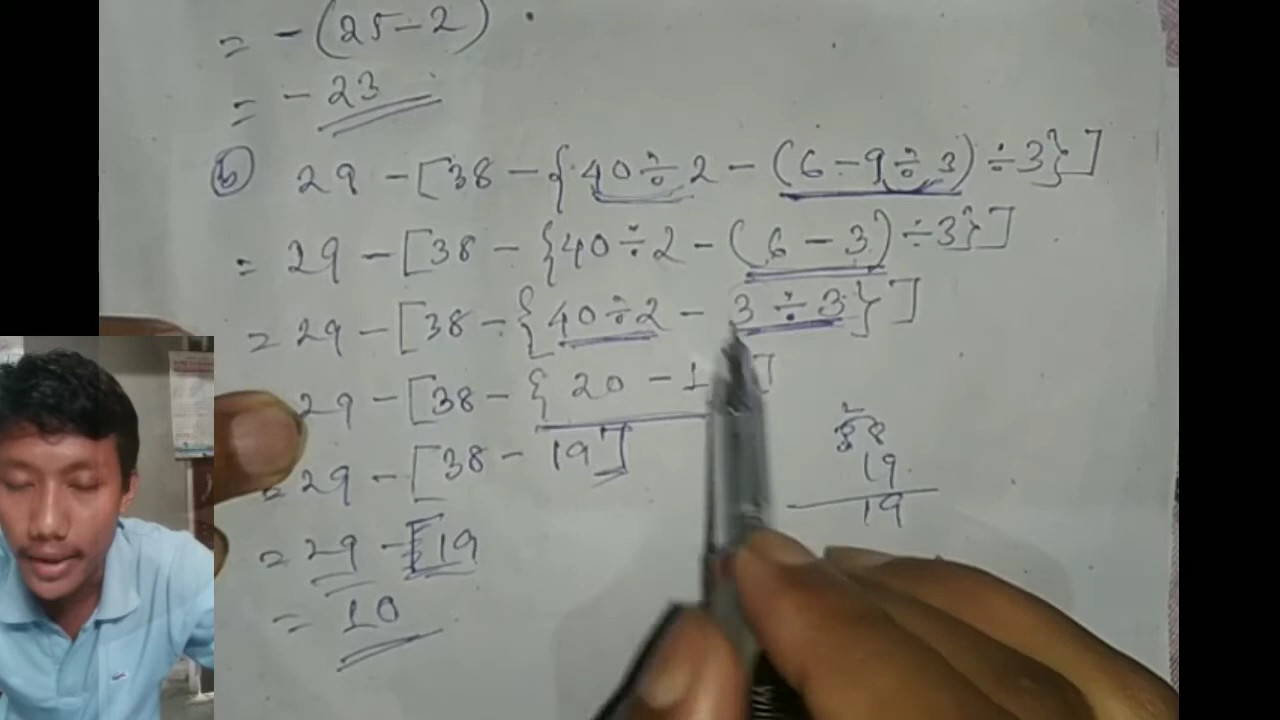 = -(25-2)
= -23
(b) 29 - [38 - {40 ÷ 2 - (6 - 9 ÷ 3) ÷ 3}]
= 29 - [38 - {40 ÷ 2 - (6 - 3) ÷ 3}]
= 29 - [38 - {40 ÷ 2 - 3 ÷ 3}]
29 - [38 - {20 - 1 ]
= 29 - [38 - 19]
= 29 - 19
= 10
19
19